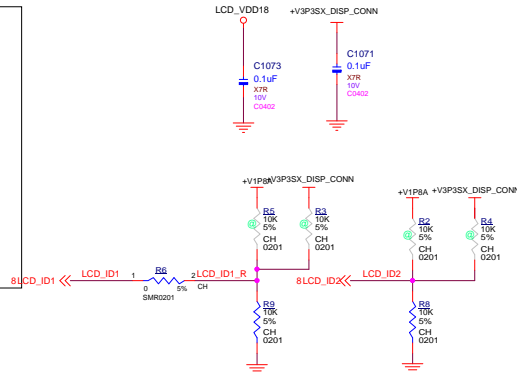 LCD_VDD18
+V3P3SX_DISP_CONN
C1073
0.1uF
X7R
10V
C0402
C1071
0.1uF
X7R
10V
C0402
+V1P8A
+V3P3SX_DISP_CONN
+V1P8A
+V3P3SX_DISP_CONN
@
R5
10K
5%
CH
0201
@
R3
10K
5%
CH
0201
@
R2
10K
5%
CH
0201
@
R4
10K
5%
CH
0201
8 LCD_ID1
LCD_ID1
1
R6
2
LCD_ID1_R
0
5%
CH
SMR0201
8 LCD_ID2
LCD_ID2
R9
10K
5%
CH
0201
R8
10K
5%
CH
0201